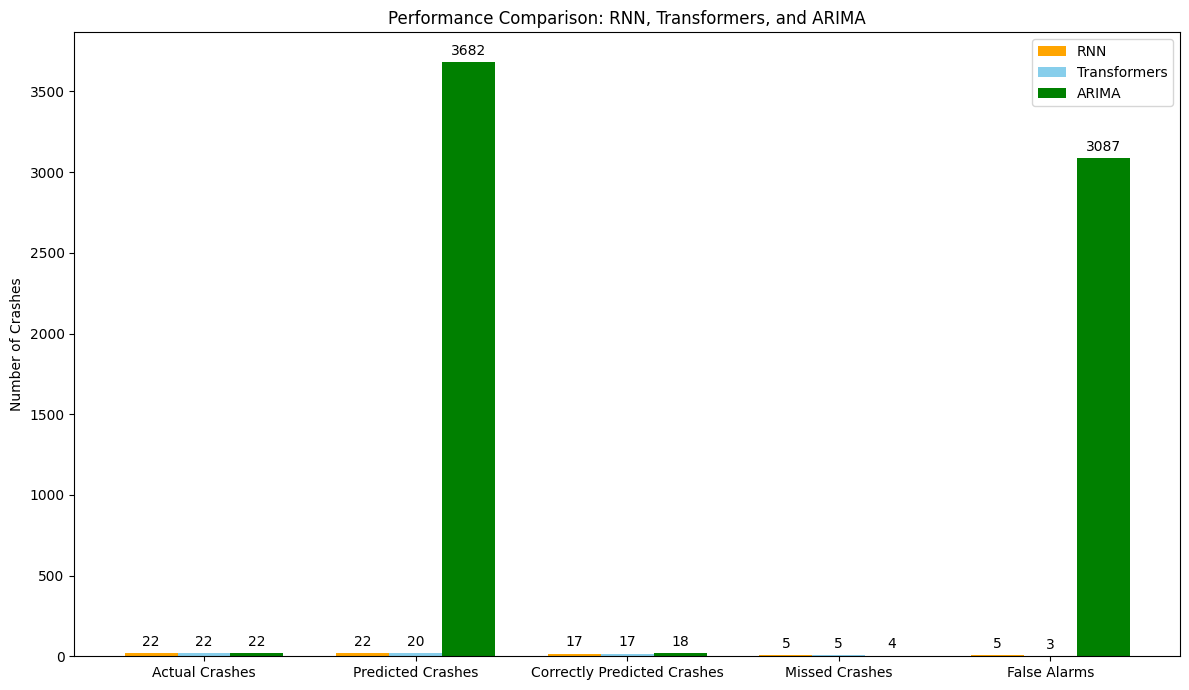 Performance Comparison: RNN, Transformers, and ARIMA
RNN
Transformers
ARIMA
Number of Crashes
3500
3000
2500
2000
1500
1000
500
0
22 22 22
22 20 3682
17 17 18
5 5 4
5 3 3087
Actual Crashes Predicted Crashes Correctly Predicted Crashes Missed Crashes False Alarms